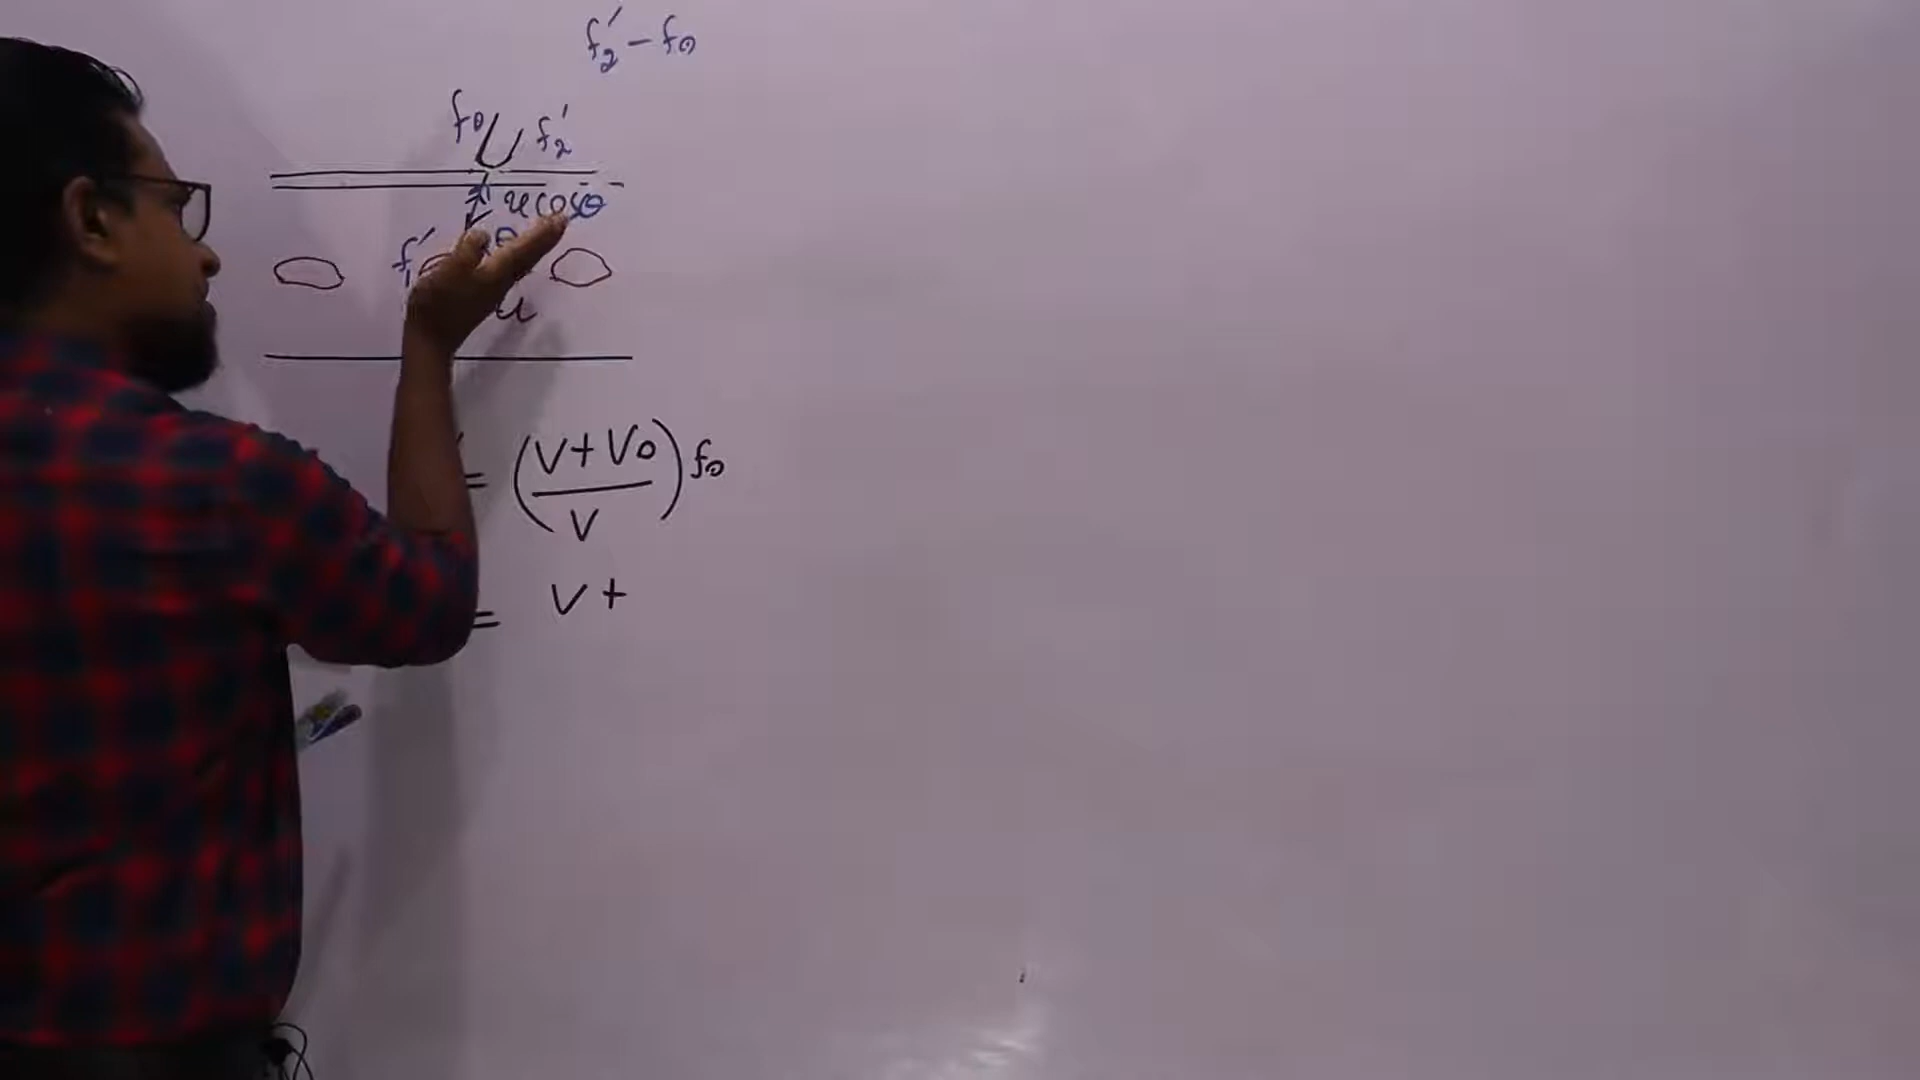 f₂' − f₀
f₀ f₂'
u cosθ
f₁' θ
u
= (V + V₀ / V) f₀
= V +